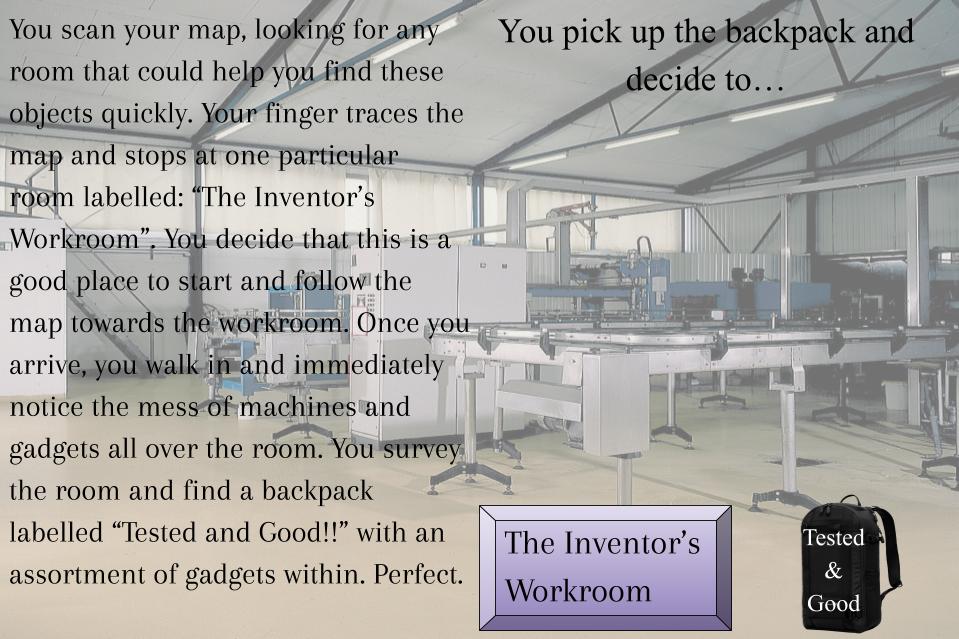 You scan your map, looking for any
room that could help you find these
objects quickly. Your finger traces the
map and stops at one particular
room labelled: “The Inventor’s
Workroom”. You decide that this is a
good place to start and follow the
map towards the workroom. Once you
arrive, you walk in and immediately
notice the mess of machines and
gadgets all over the room. You survey
the room and find a backpack
labelled “Tested and Good!!” with an
assortment of gadgets within. Perfect.
You pick up the backpack and
decide to…
The Inventor’s
Workroom
Tested
&
Good